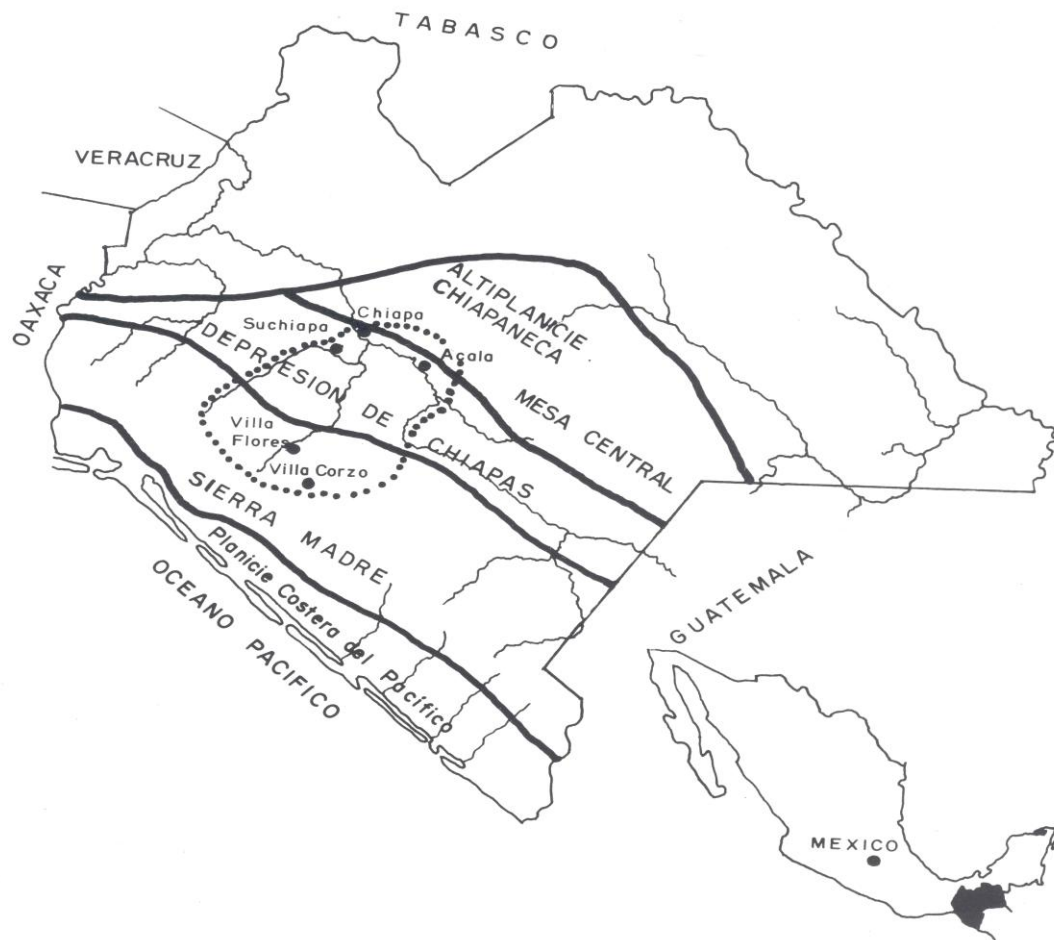 TABASCO
VERACRUZ
OAXACA
ALTIPLANICIE
CHIAPANECA
Chiapa
Suchiapa
Acala
DEPRESION DE CHIAPAS
MESA CENTRAL
Villa
Flores
Villa Corzo
SIERRA MADRE
Planicie Costera del Pacífico
OCEANO PACIFICO
GUATEMALA
MEXICO